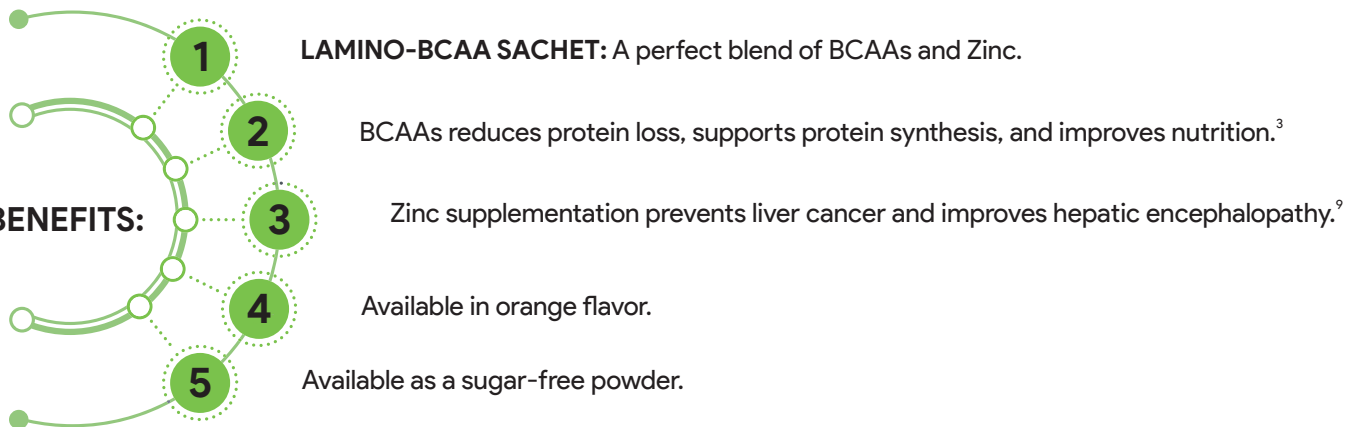 BENEFITS:
1
LAMINO-BCAA SACHET: A perfect blend of BCAAs and Zinc.
2
BCAAs reduces protein loss, supports protein synthesis, and improves nutrition.³
3
Zinc supplementation prevents liver cancer and improves hepatic encephalopathy.⁹
4
Available in orange flavor.
5
Available as a sugar-free powder.